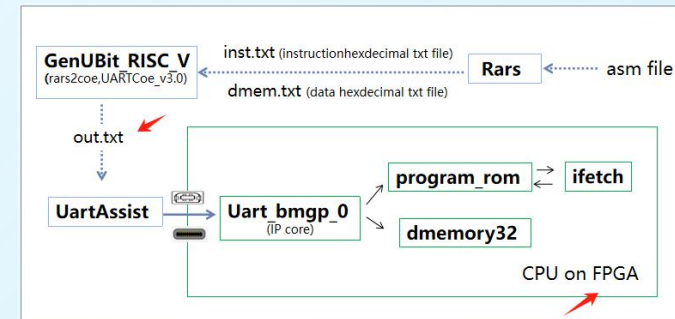 GenUBit_RISC_V
(rars2coe,UARTCoe_v3.0)
inst.txt (instructionhexdecimal txt file)
dmem.txt (data hexdecimal txt file)
Rars
asm file
out.txt
UartAssist
Uart_bmgp_0
(IP core)
program_rom
ifetch
dmemory32
CPU on FPGA